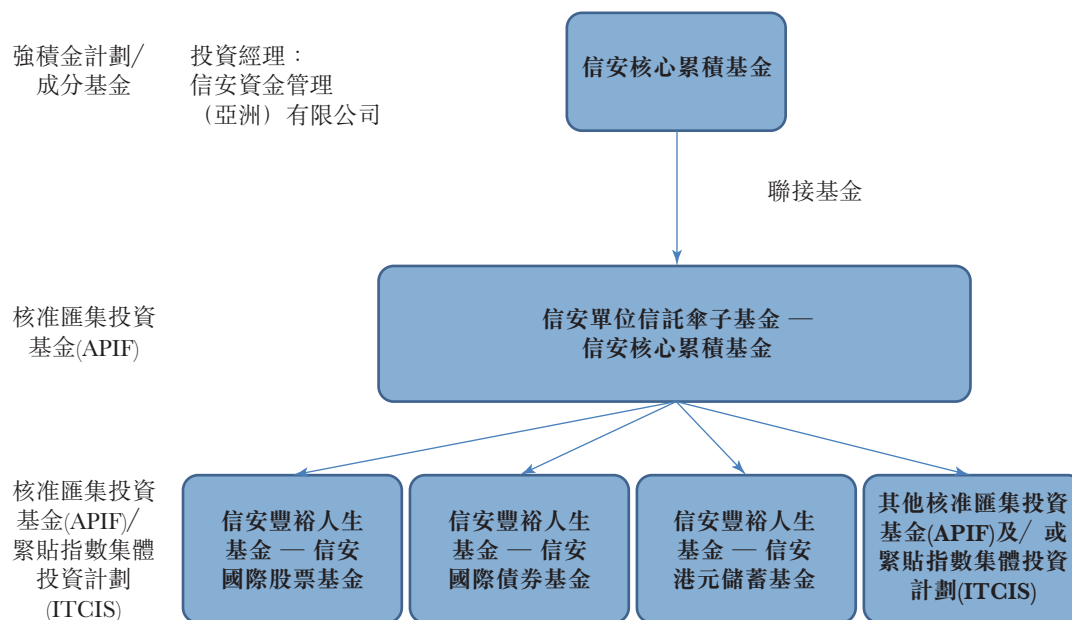 強積金計劃/
成分基金
投資經理：
信安資金管理
（亞洲）有限公司
信安核心累積基金
聯接基金
核准匯集投資
基金(APIF)
信安單位信託傘子基金 —
信安核心累積基金
核准匯集投資
基金(APIF)/
緊貼指數集體
投資計劃
(ITCIS)
信安豐裕人生
基金 — 信安
國際股票基金
信安豐裕人生
基金 — 信安
國際債券基金
信安豐裕人生
基金 — 信安
港元儲蓄基金
其他核准匯集投資
基金(APIF)及/ 或
緊貼指數集體投資
計劃(ITCIS)